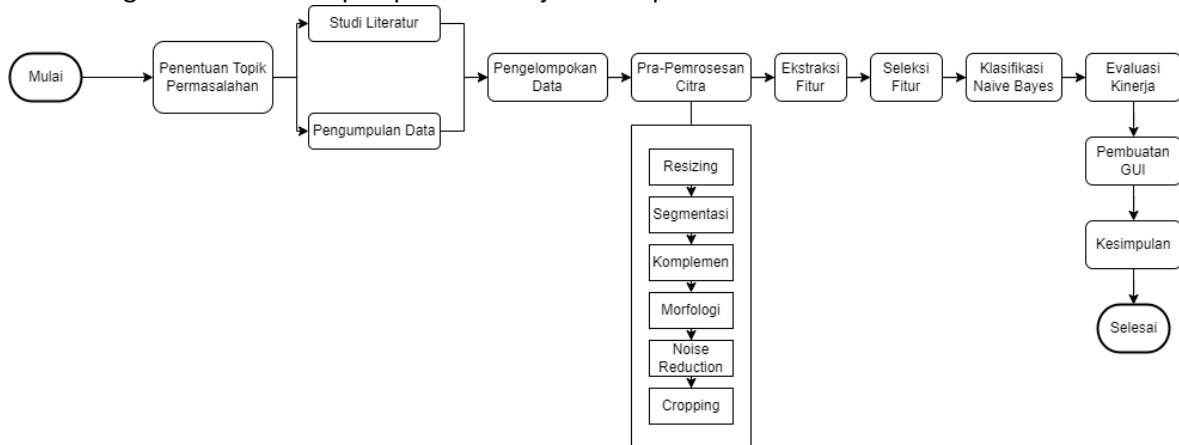 Studi Literatur
Mulai
Penentuan Topik
Permasalahan
Pengumpulan Data
Pengelompokan
Data
Pra-Pemrosesan
Citra
Ekstraksi
Fitur
Seleksi
Fitur
Klasifikasi
Naive Bayes
Evaluasi
Kinerja
Resizing
Segmentasi
Komplemen
Morfologi
Noise
Reduction
Cropping
Pembuatan
GUI
Kesimpulan
Selesai